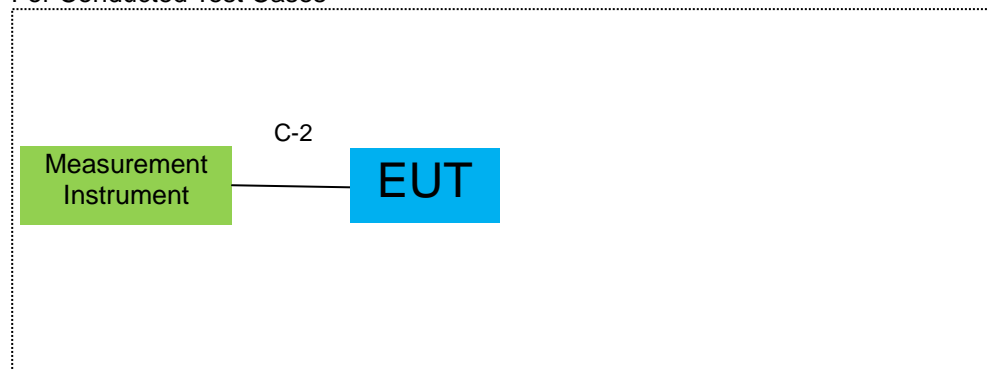 For Conducted Test Cases
C-2
Measurement
Instrument
EUT